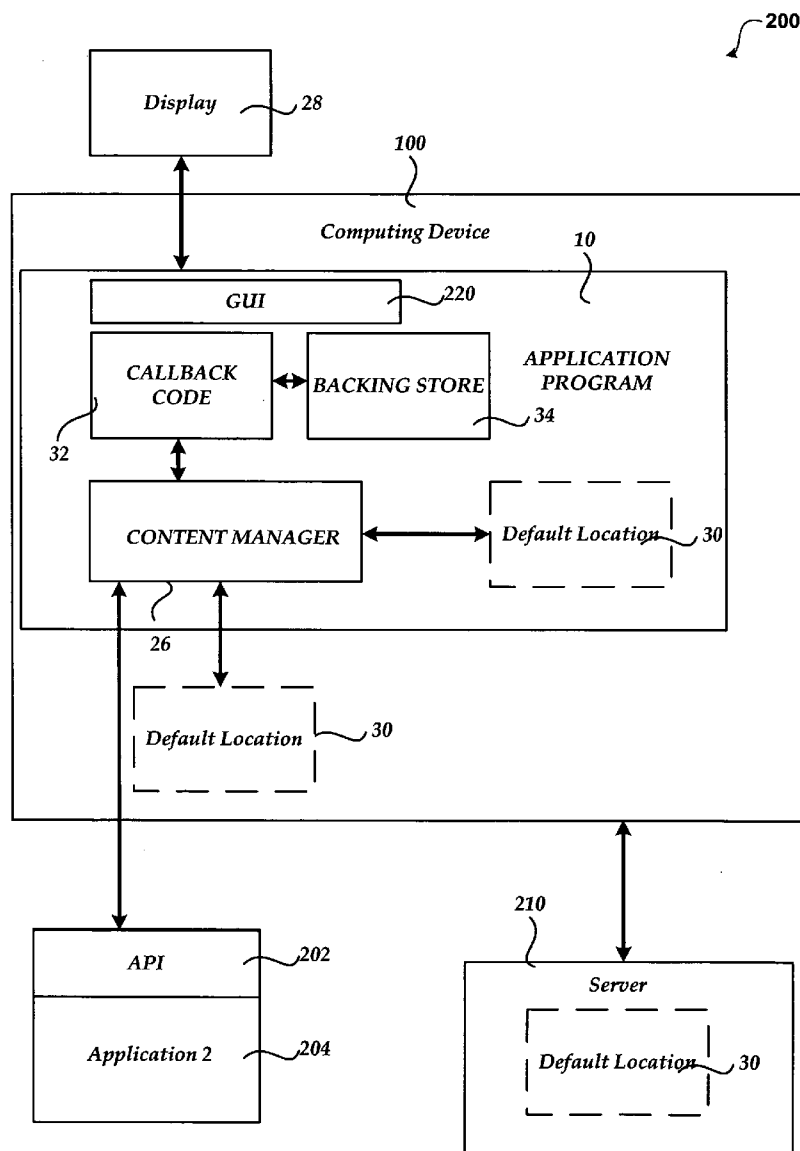 200
Display
28
100
Computing Device
10
GUI
220
CALLBACK
CODE
BACKING STORE
APPLICATION
PROGRAM
32
34
CONTENT MANAGER
Default Location
30
26
Default Location
30
210
API
202
Server
Application 2
204
Default Location
30